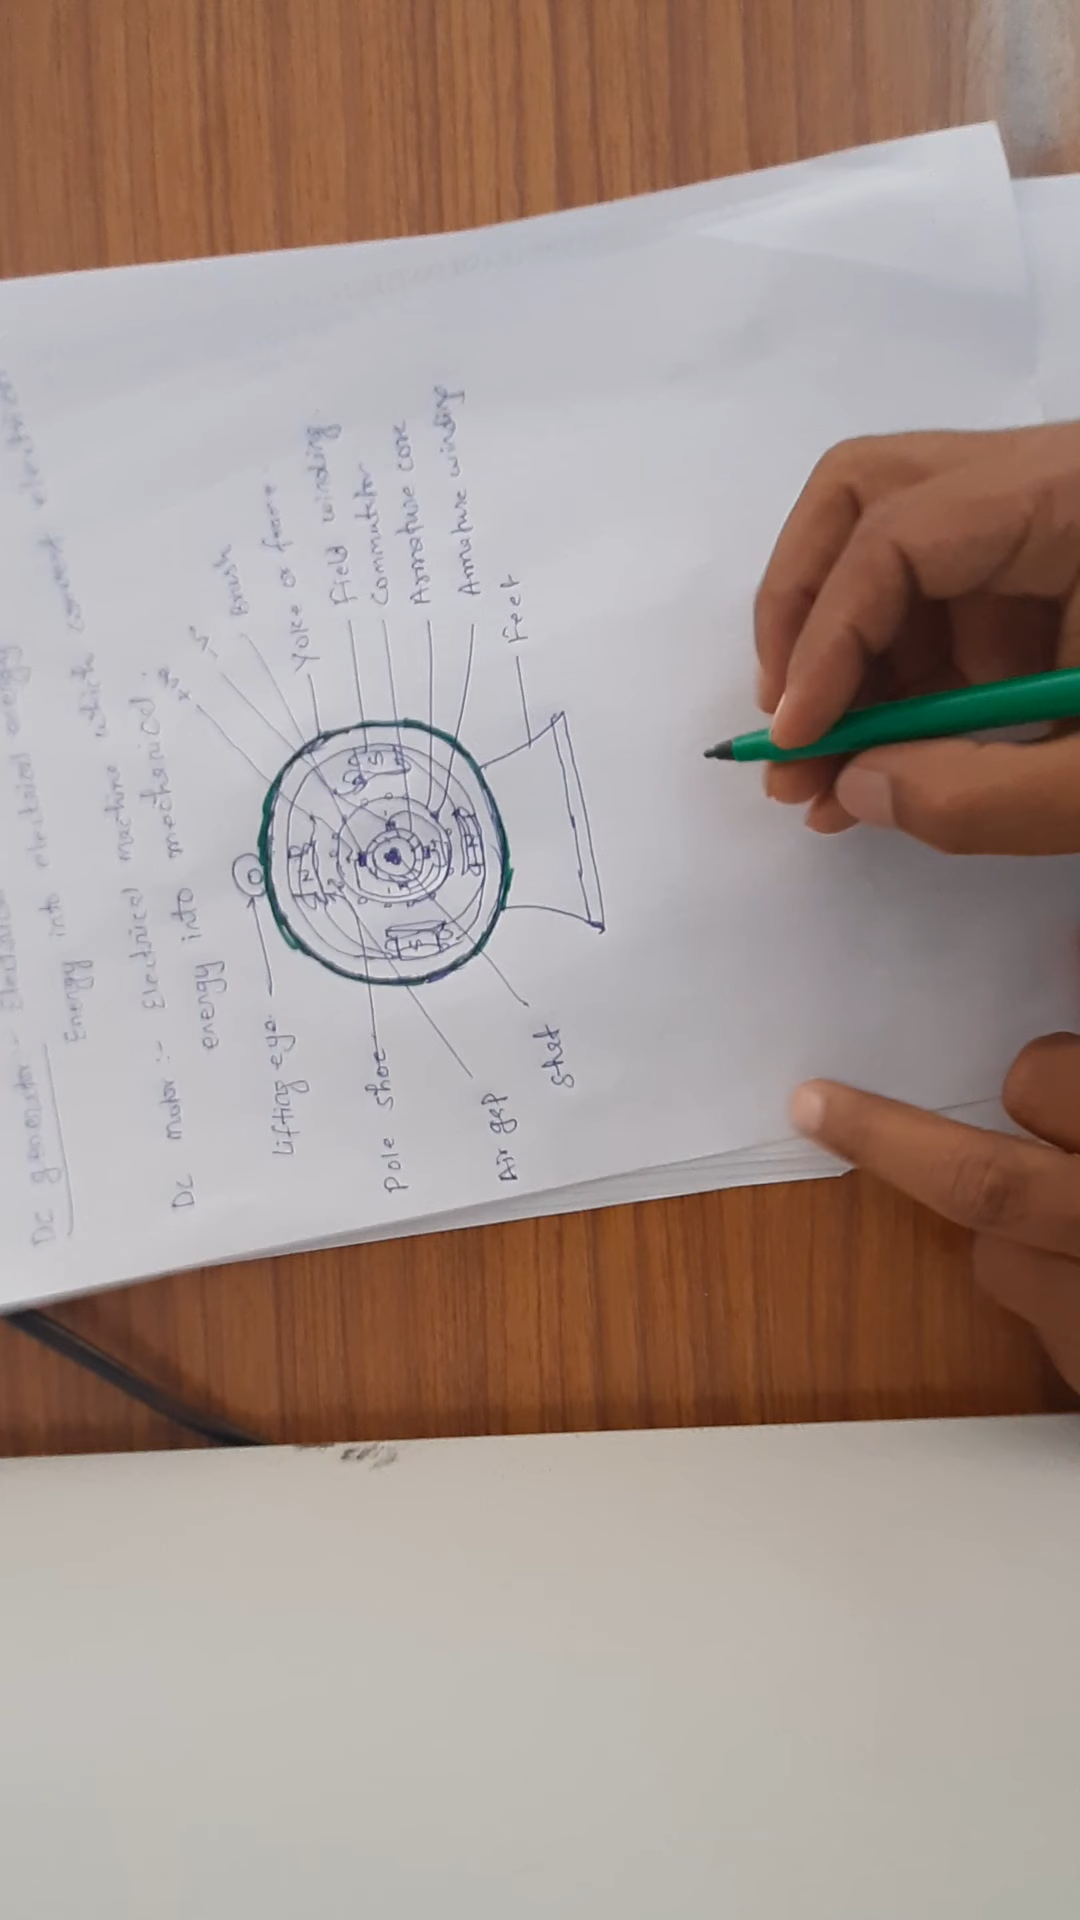 DC generator :- Electrical
into electrical energy
DC motor :- Electrical machine which convert electrical
Energy into mechanical.
energy into
Brush
Lifting eye
Yoke or frame
Field winding
Commutator
Pole shoe
Armature core
Armature winding
Air gap
Feet
Shaft
N
S
S
N